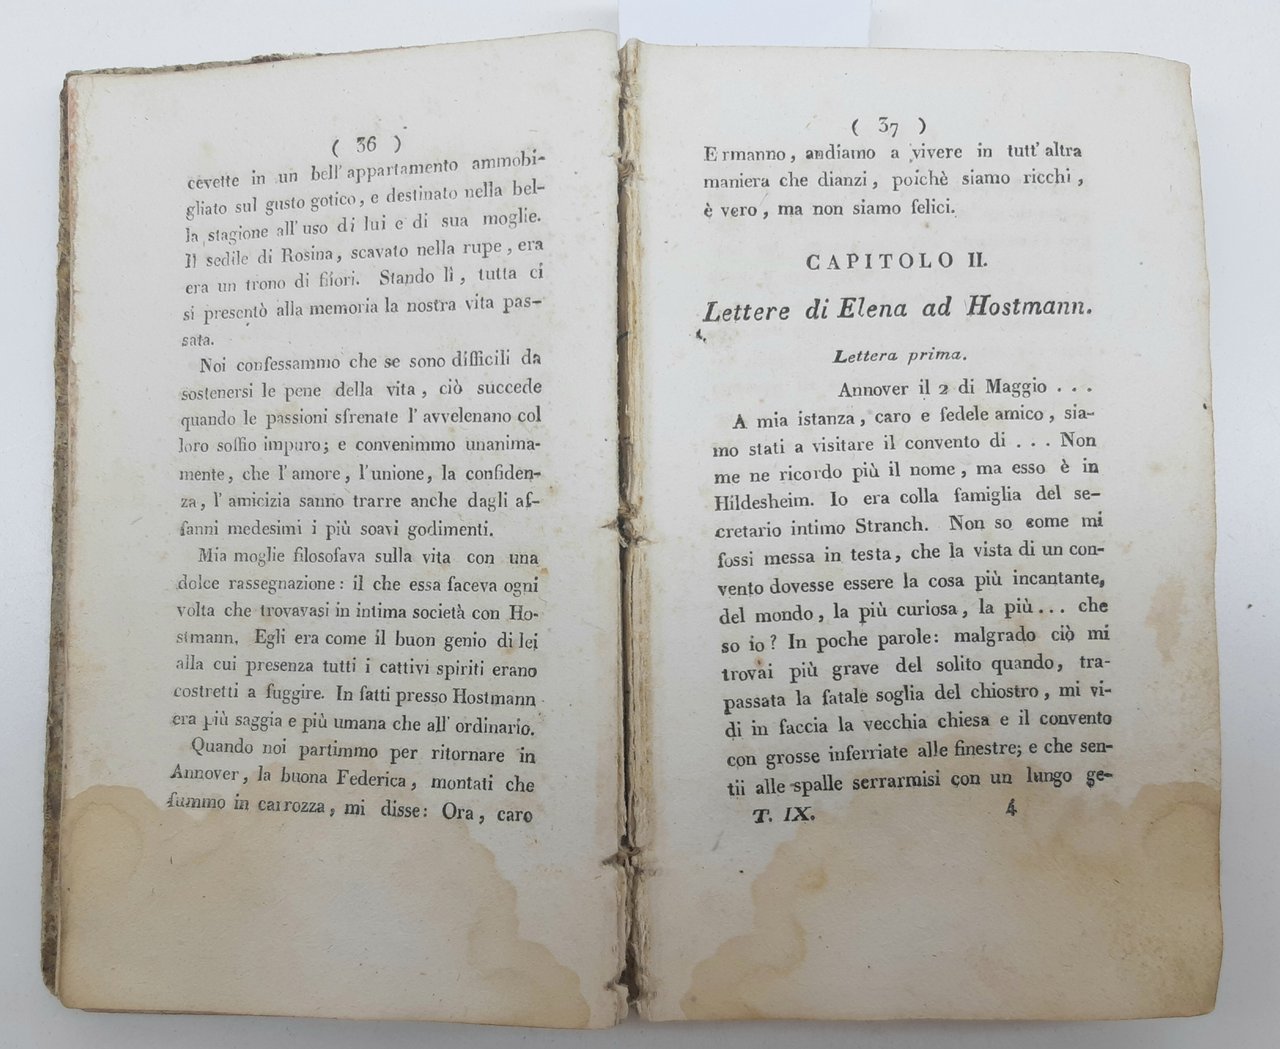 ( 36 )
cevette in un bell' appartamento ammobi-
gliato sul gusto gotico, e destinato nella bel-
la stagione all' uso di lui e di sua moglie.
Il sedile di Rosina, scavato nella rupe, era
era un trono di fiiori. Stando lì, tutta ci
si presentò alla memoria la nostra vita pas-
sata.
Noi confessammo che se sono difficili da
sostenersi le pene della vita, ciò succede
quando le passioni sfrenate l' avvelenano col
loro soffio impuro; e convenimmo unanima-
mente, che l' amore, l' unione, la confiden-
za, l' amicizia sanno trarre anche dagli af-
fanni medesimi i più soavi godimenti.
Mia moglie filosofava sulla vita con una
dolce rassegnazione: il che essa faceva ogni
volta che trovavasi in intima società con Ho-
stmann. Egli era come il buon genio di lei
alla cui presenza tutti i cattivi spiriti erano
costretti a fuggire. In fatti presso Hostmann
era più saggia e più umana che all' ordinario.
Quando noi partimmo per ritornare in
Annover, la buona Federica, montati che
fummo in carrozza, mi disse: Ora, caro
( 37 )
Ermanno, andiamo a vivere in tutt' altra
maniera che dianzi, poichè siamo ricchi,
è vero, ma non siamo felici.
CAPITOLO II.
Lettere di Elena ad Hostmann.
Lettera prima.
Annover il 2 di Maggio . . .
A mia istanza, caro e fedele amico, sia-
mo stati a visitare il convento di . . . Non
me ne ricordo più il nome, ma esso è in
Hildesheim. Io era colla famiglia del se-
cretario intimo Stranch. Non so come mi
fossi messa in testa, che la vista di un con-
vento dovesse essere la cosa più incantante,
del mondo, la più curiosa, la più... che
so io? In poche parole: malgrado ciò mi
trovai più grave del solito quando, tra-
passata la fatale soglia del chiostro, mi vi-
di in faccia la vecchia chiesa e il convento
con grosse inferriate alle finestre; e che sen-
tii alle spalle serrarmisi con un lungo ge-
T. IX. 4